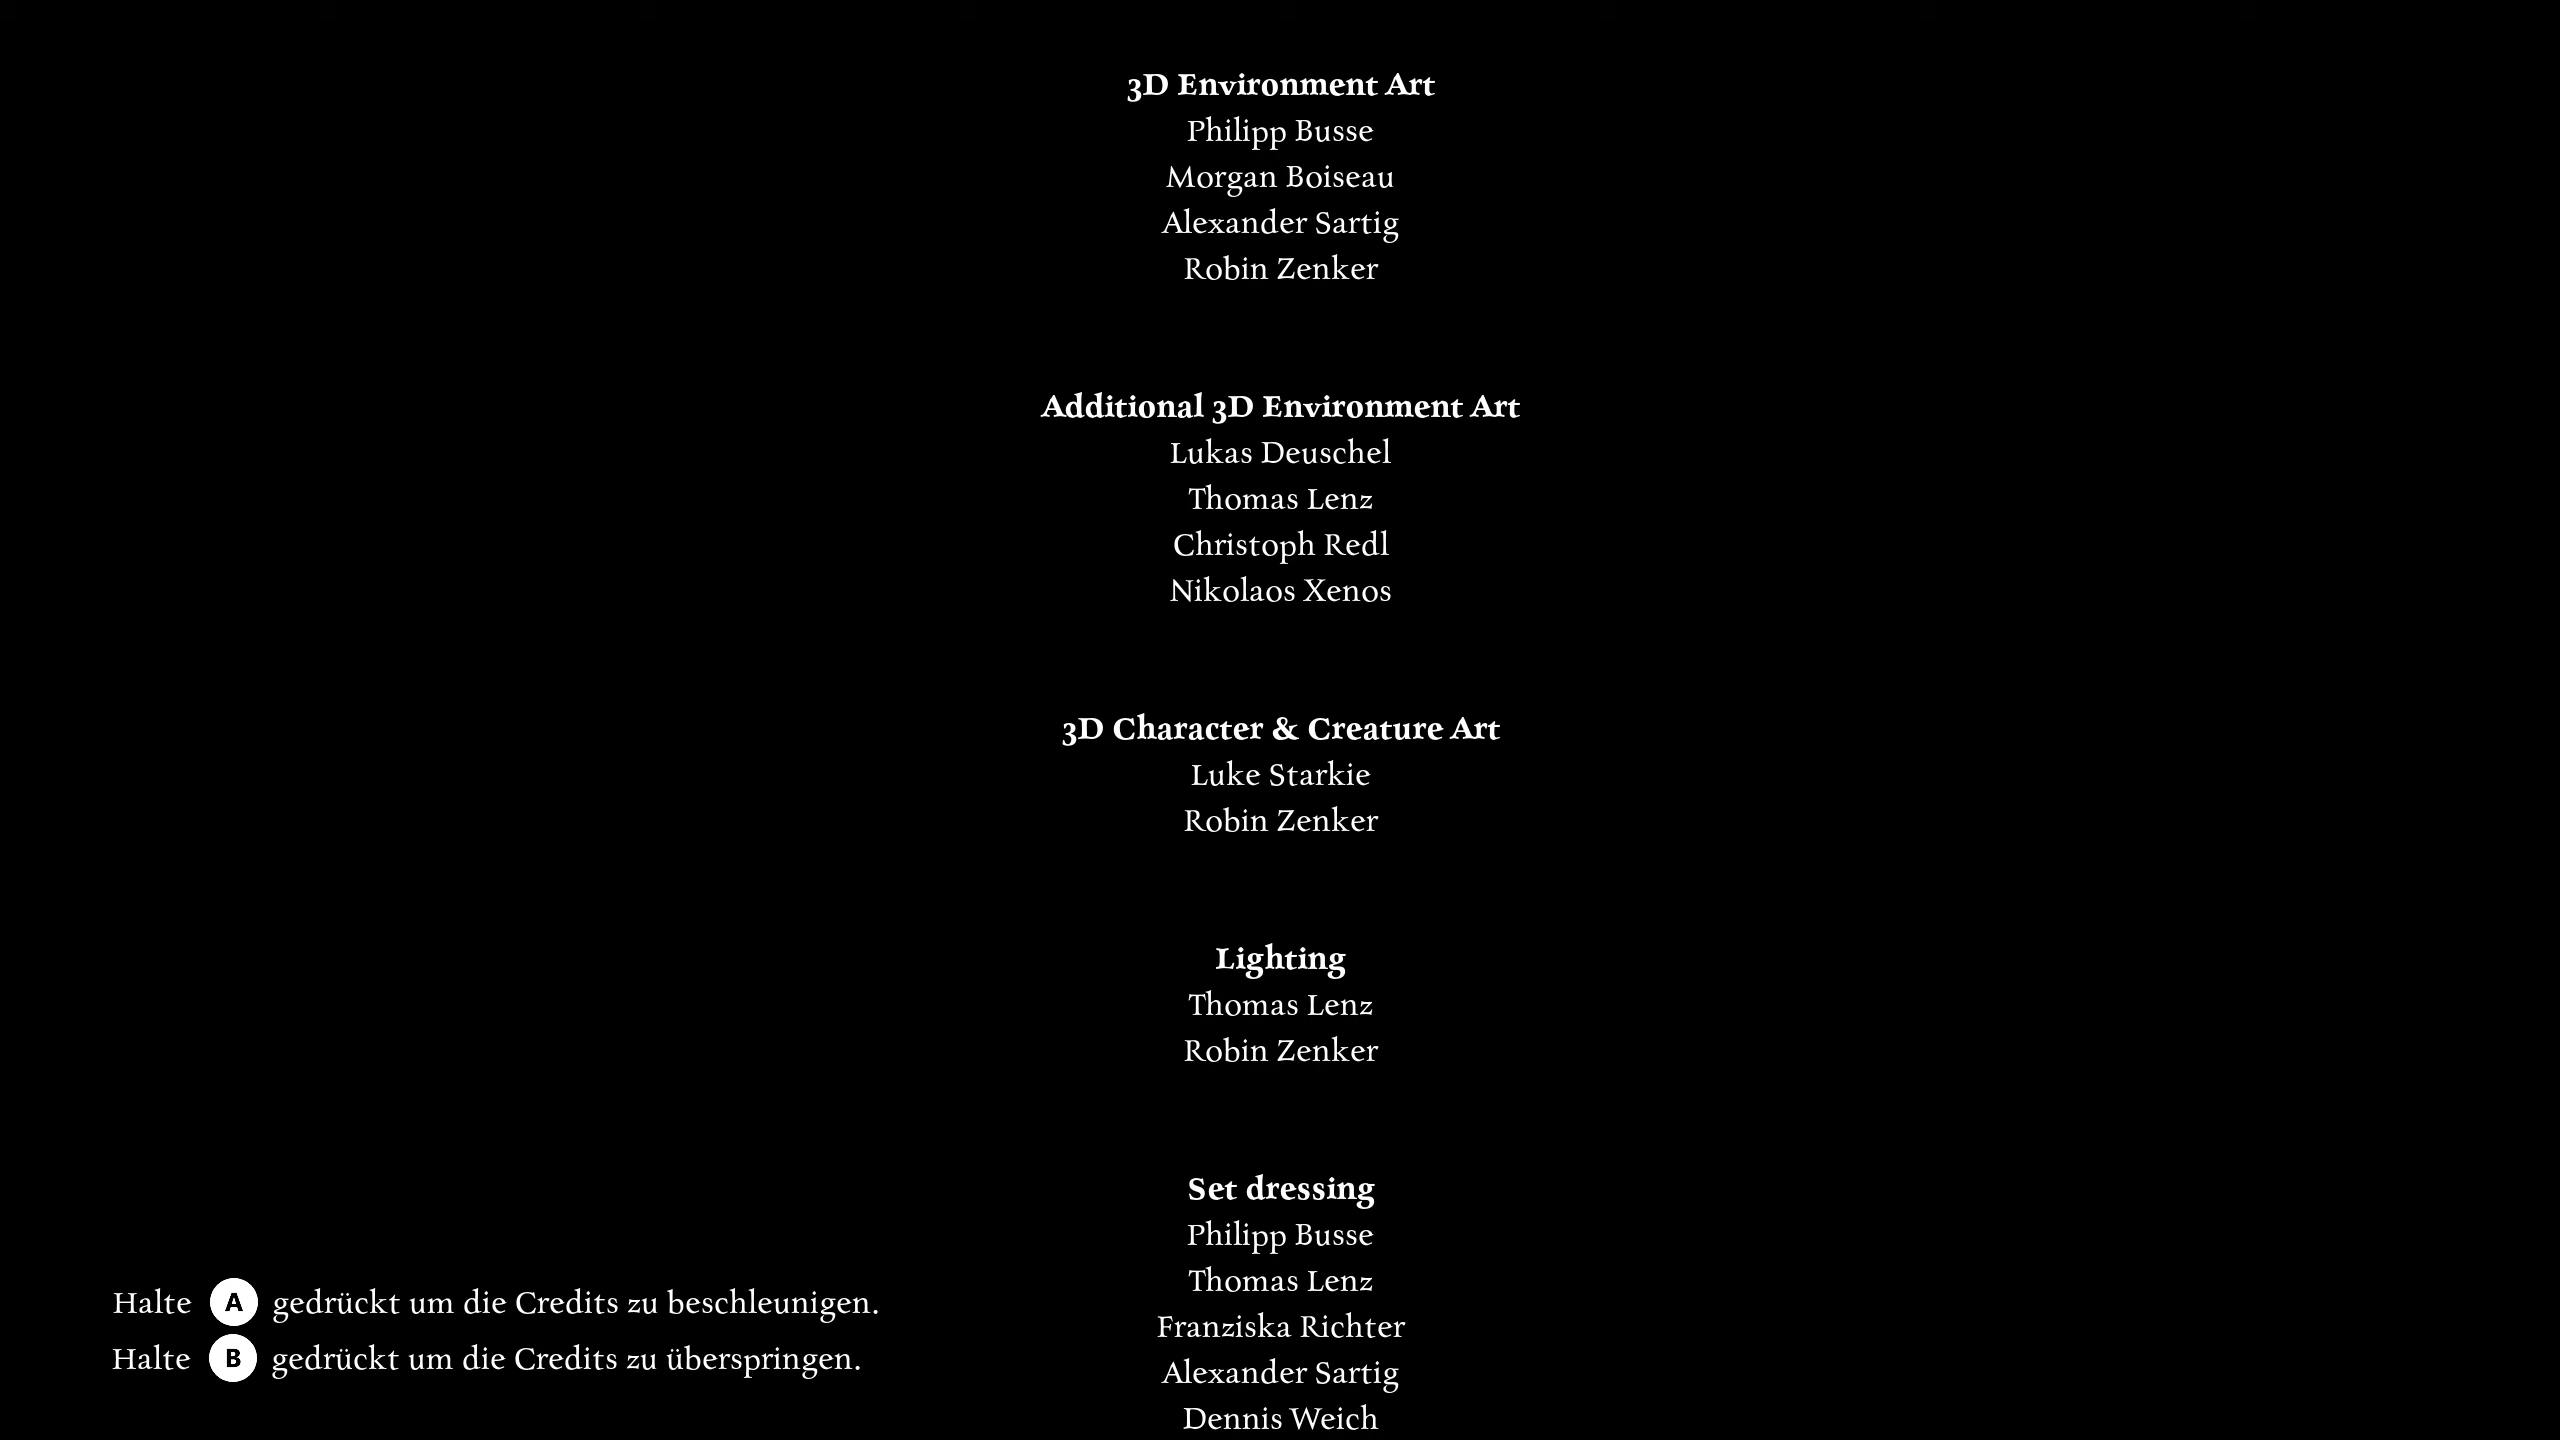 3D Environment Art
Philipp Busse
Morgan Boiseau
Alexander Sartig
Robin Zenker
Additional 3D Environment Art
Lukas Deuschel
Thomas Lenz
Christoph Redl
Nikolaos Xenos
3D Character & Creature Art
Luke Starkie
Robin Zenker
Lighting
Thomas Lenz
Robin Zenker
Set dressing
Philipp Busse
Thomas Lenz
Franziska Richter
Alexander Sartig
Dennis Weich
Halte A gedrückt um die Credits zu beschleunigen.
Halte B gedrückt um die Credits zu überspringen.